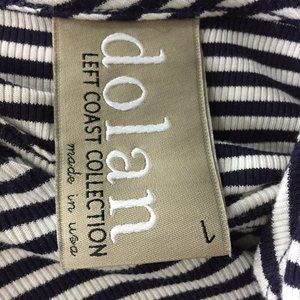 dolan
LEFT COAST COLLECTION
made in usa
L